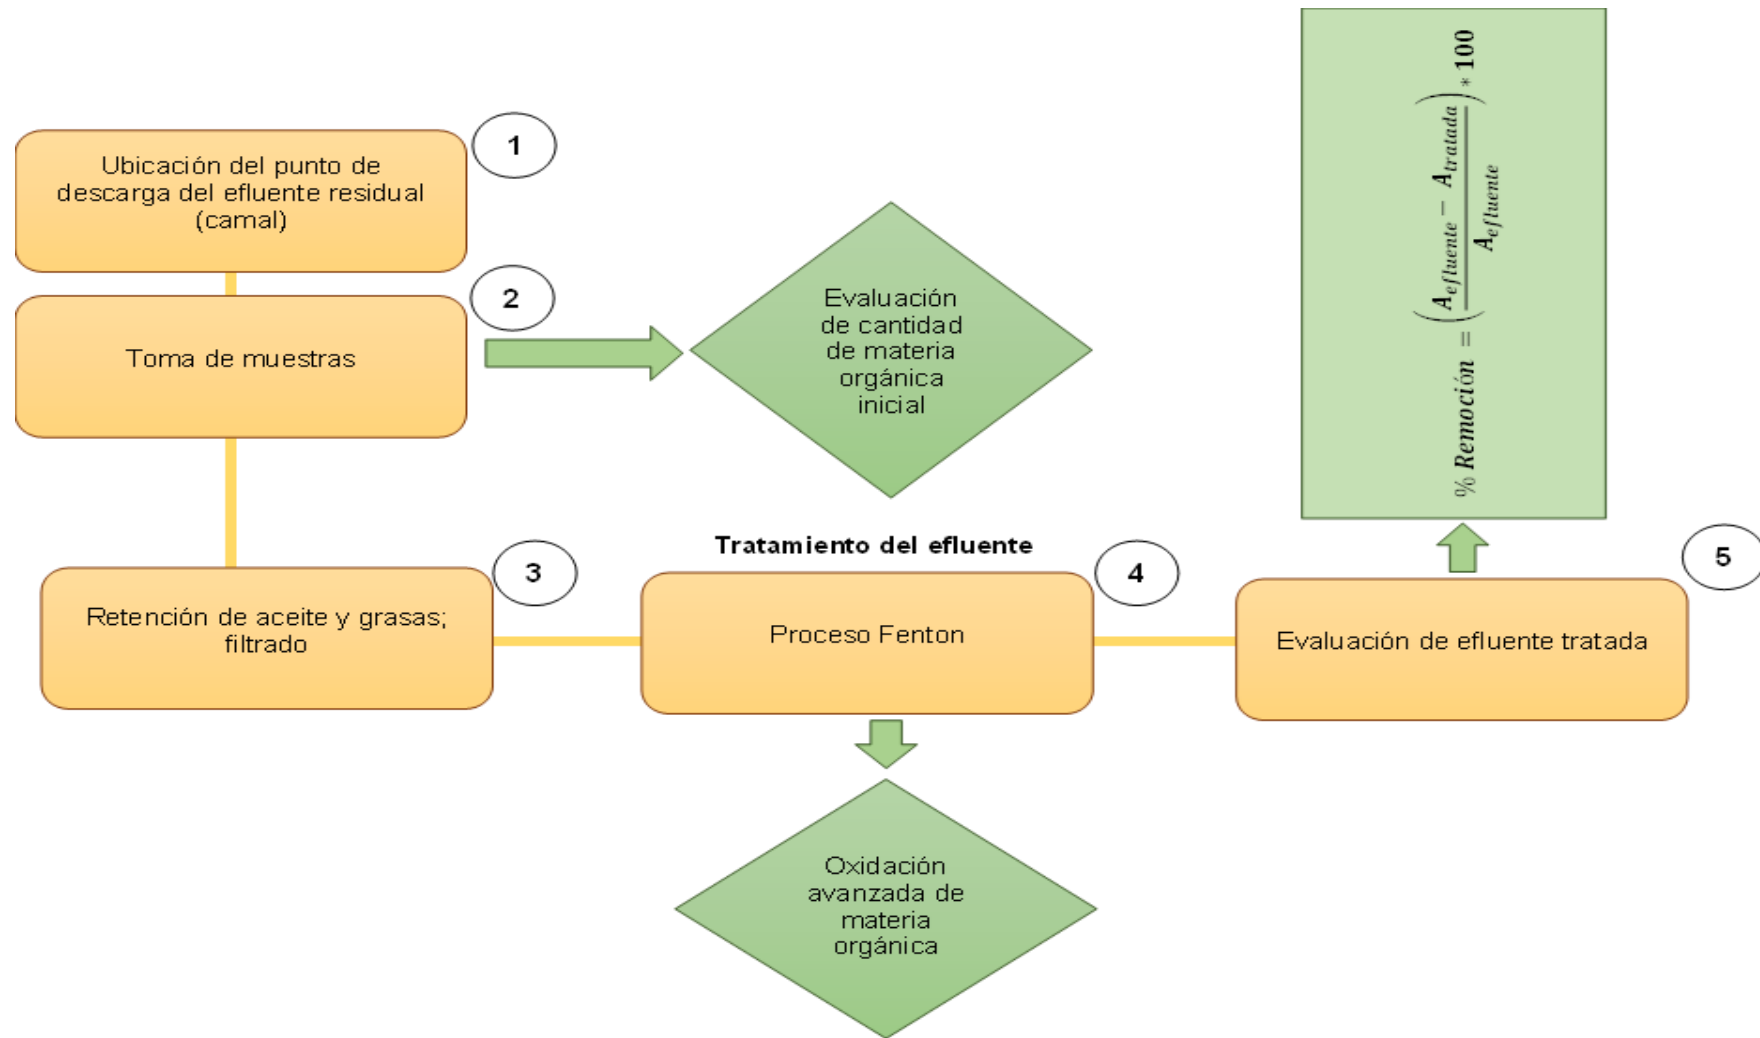 1
Ubicación del punto de
descarga del efluente residual
(camal)
2
Toma de muestras
Evaluación
de cantidad
de materia
orgánica
inicial
3
Retención de aceite y grasas;
filtrado
Tratamiento del efluente
4
Proceso Fenton
Oxidación
avanzada de
materia
orgánica
5
Evaluación de efluente tratada
% Remoción = ((A_efluente − A_tratada) / A_efluente) * 100